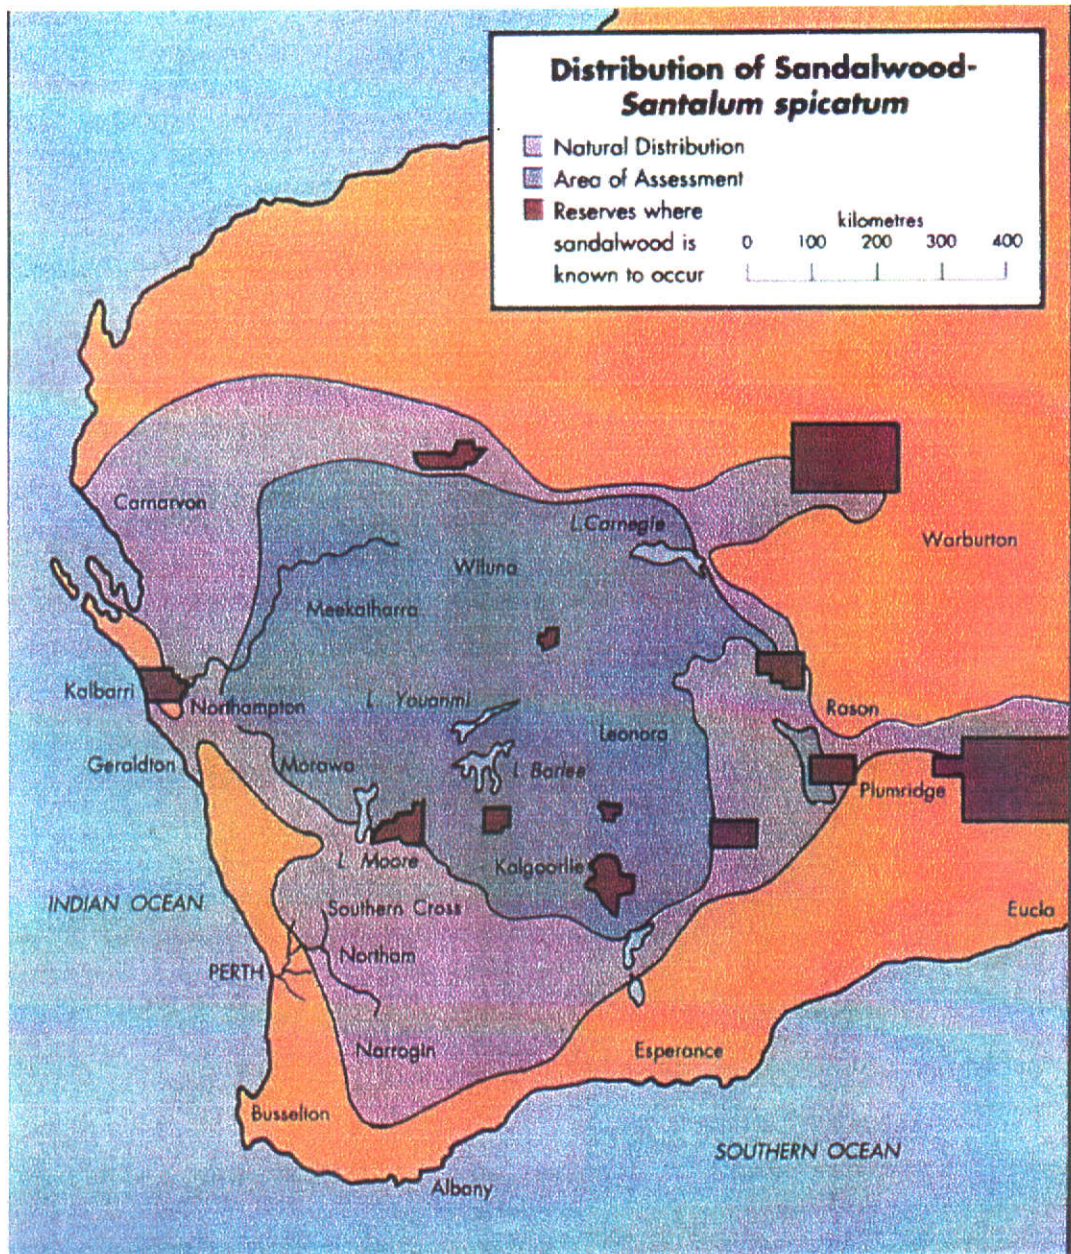 Distribution of Sandalwood-
Santalum spicatum
Natural Distribution
Area of Assessment
Reserves where
sandalwood is
known to occur
kilometres
0 100 200 300 400
Carnarvon
L. Carnegie
Warburton
Wiluna
Meekatharra
Kalbarri
Northampton
L. Youanmi
Leonora
Rason
Geraldton
Morawa
L. Barlee
Plumridge
L. Moore
Kalgoorlie
INDIAN OCEAN
Southern Cross
Eucla
Northam
PERTH
Narrogin
Esperance
Busselton
SOUTHERN OCEAN
Albany